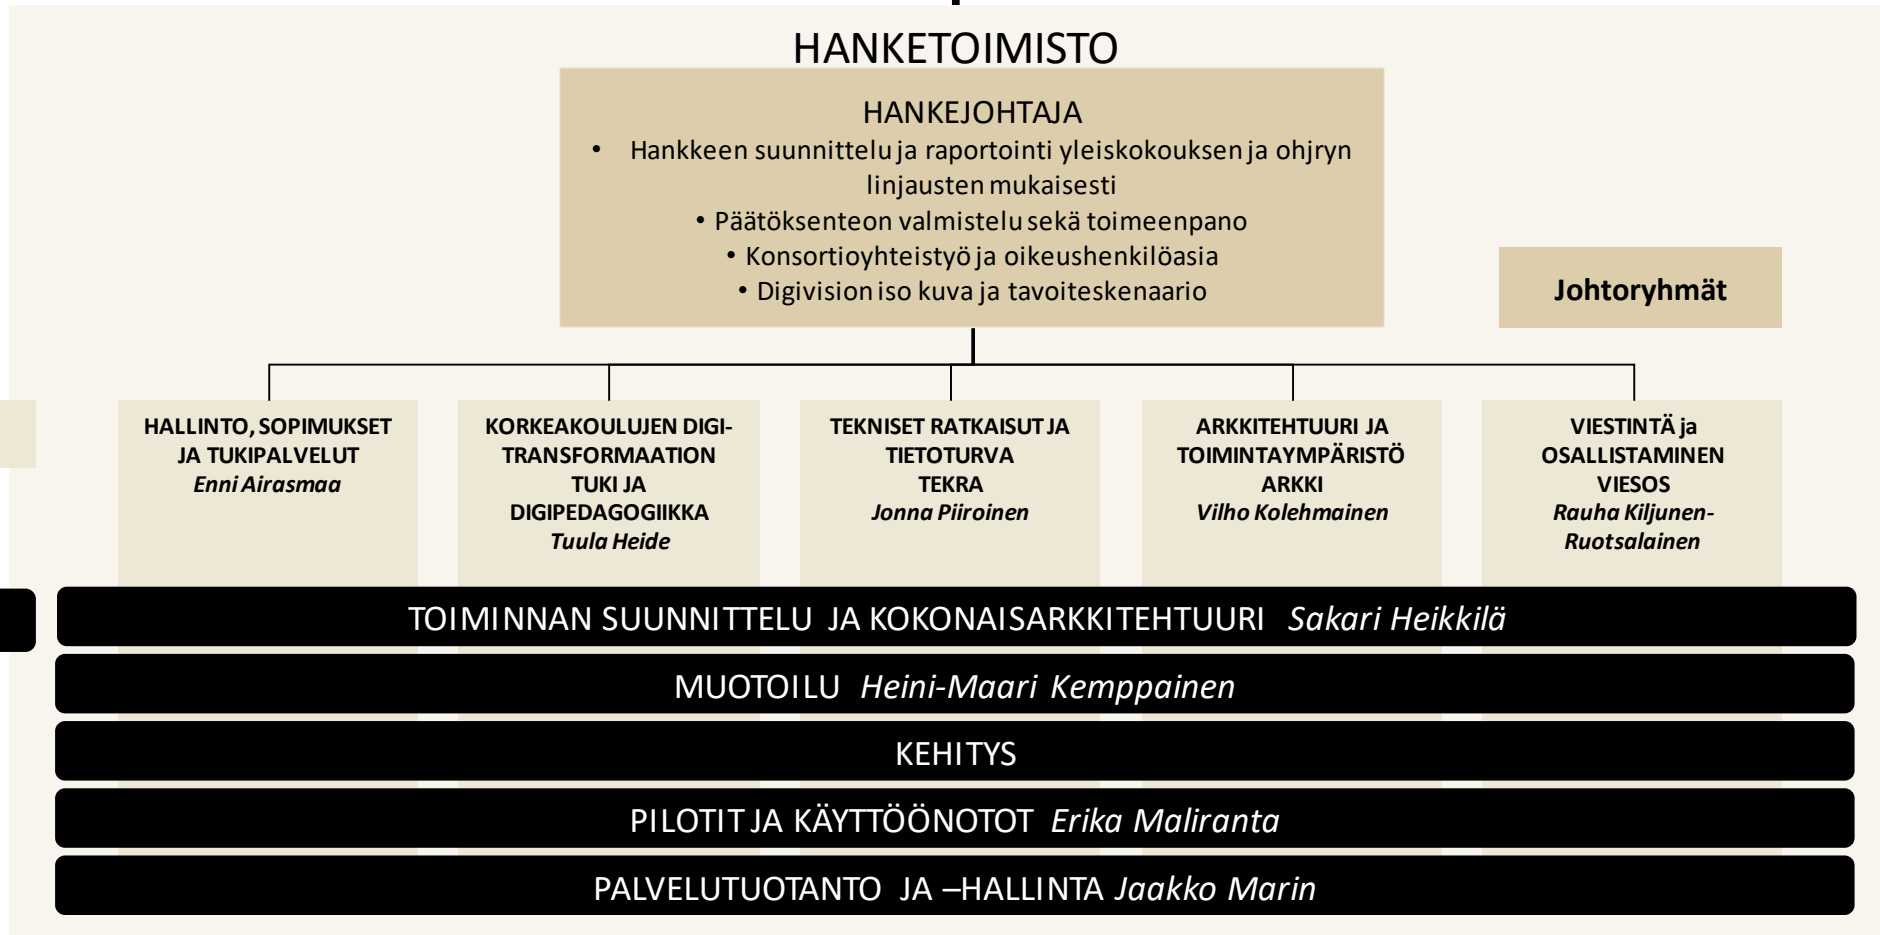 HANKETOIMISTO
HANKEJOHTAJA
• Hankkeen suunnittelu ja raportointi yleiskokouksen ja ohjryn
linjausten mukaisesti
• Päätöksenteon valmistelu sekä toimeenpano
• Konsortioyhteistyö ja oikeushenkilöasia
• Digivision iso kuva ja tavoiteskenaario
Johtoryhmät
HALLINTO, SOPIMUKSET
JA TUKIPALVELUT
Enni Airasmaa
KORKEAKOULUJEN DIGI-
TRANSFORMAATION
TUKI JA
DIGIPEDAGOGIIKKA
Tuula Heide
TEKNISET RATKAISUT JA
TIETOTURVA
TEKRA
Jonna Piiroinen
ARKKITEHTUURI JA
TOIMINTAYMPÄRISTÖ
ARKKI
Vilho Kolehmainen
VIESTINTÄ ja
OSALLISTAMINEN
VIESOS
Rauha Kiljunen-
Ruotsalainen
TOIMINNAN SUUNNITTELU JA KOKONAISARKKITEHTUURI Sakari Heikkilä
MUOTOILU Heini-Maari Kemppainen
KEHITYS
PILOTIT JA KÄYTTÖÖNOTOT Erika Maliranta
PALVELUTUOTANTO JA –HALLINTA Jaakko Marin